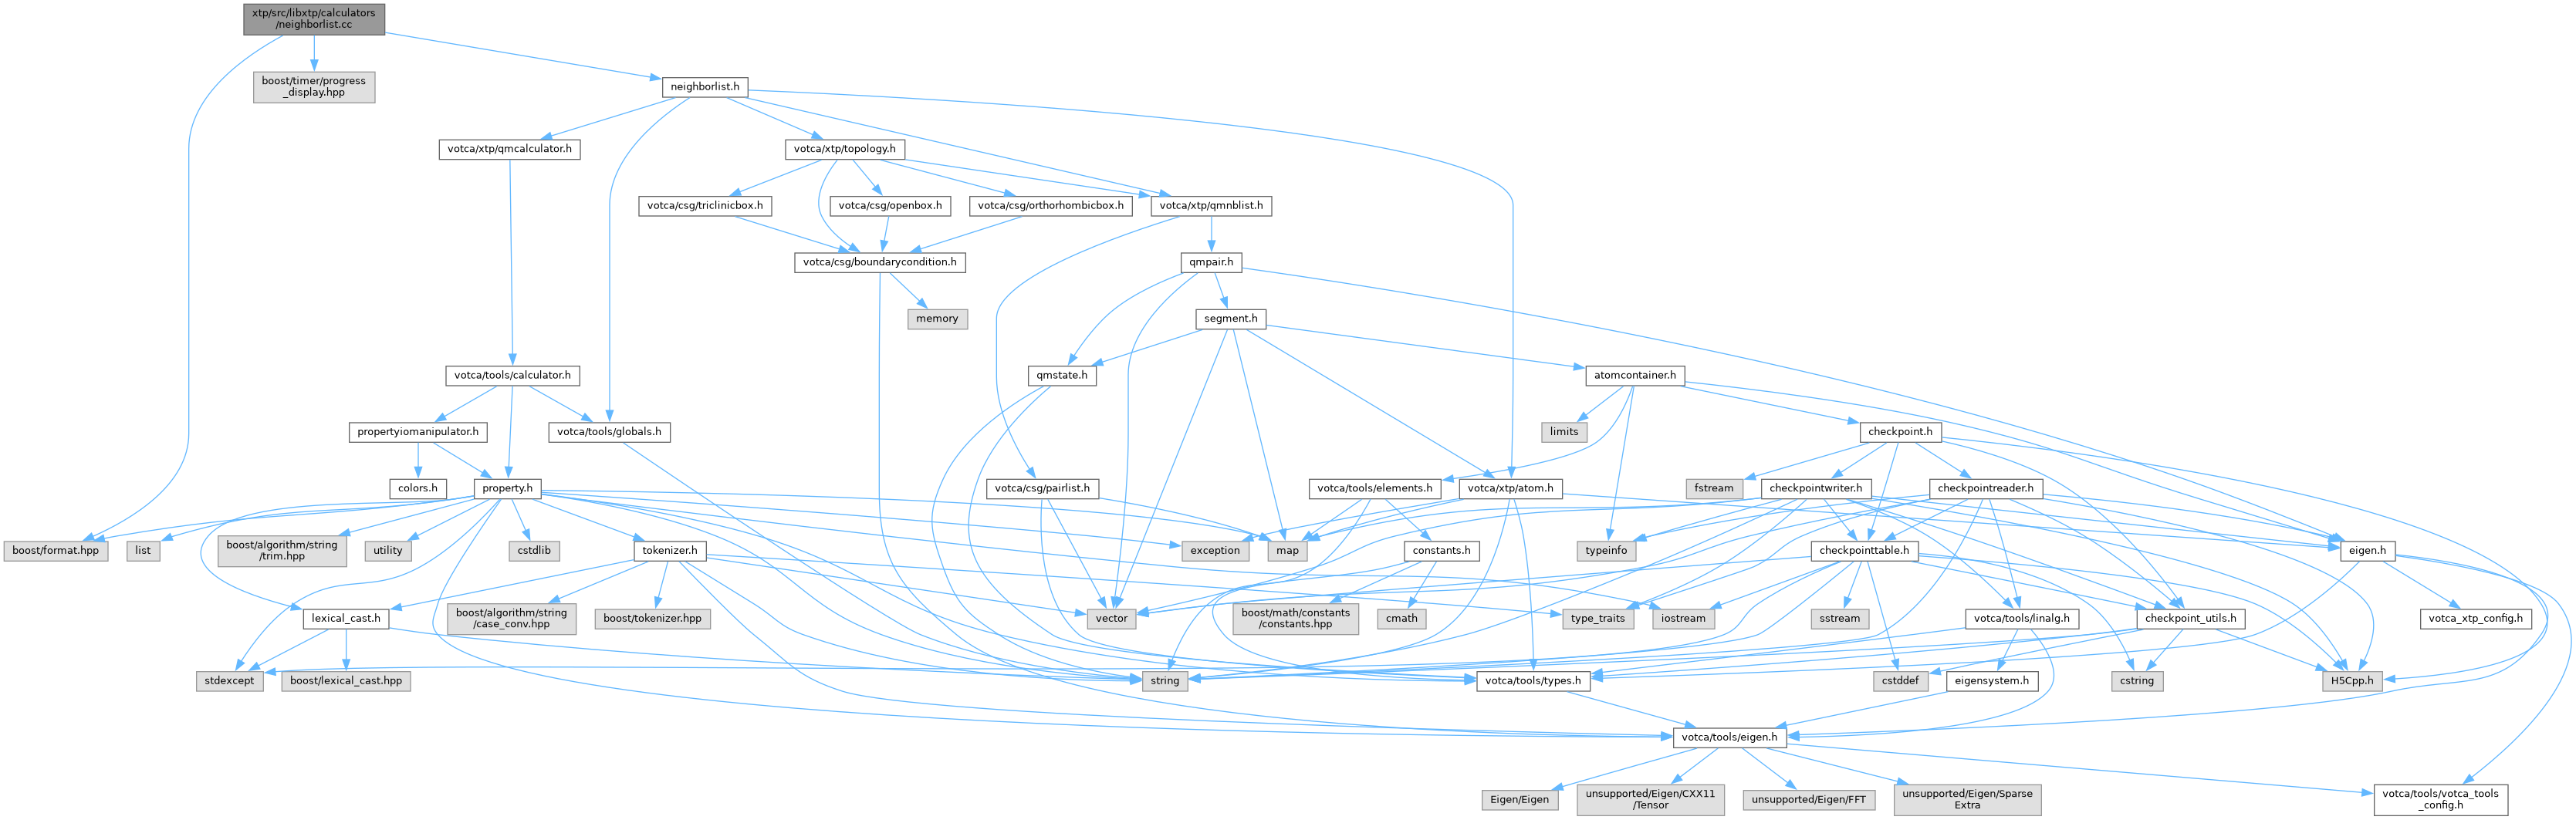 xtp/src/libxtp/calculators
/neighborlist.cc
boost/timer/progress
_display.hpp
neighborlist.h
votca/xtp/qmcalculator.h
votca/xtp/topology.h
votca/csg/triclinicbox.h
votca/csg/openbox.h
votca/csg/orthorhombicbox.h
votca/xtp/qmnblist.h
votca/csg/boundarycondition.h
qmpair.h
memory
segment.h
votca/tools/calculator.h
qmstate.h
atomcontainer.h
propertyiomanipulator.h
votca/tools/globals.h
limits
checkpoint.h
colors.h
property.h
votca/csg/pairlist.h
votca/tools/elements.h
votca/xtp/atom.h
fstream
checkpointwriter.h
checkpointreader.h
boost/format.hpp
list
boost/algorithm/string
/trim.hpp
utility
cstdlib
tokenizer.h
exception
map
constants.h
typeinfo
checkpointtable.h
eigen.h
lexical_cast.h
boost/algorithm/string
/case_conv.hpp
boost/tokenizer.hpp
vector
boost/math/constants
/constants.hpp
cmath
type_traits
iostream
sstream
votca/tools/linalg.h
checkpoint_utils.h
votca_xtp_config.h
stdexcept
boost/lexical_cast.hpp
string
votca/tools/types.h
cstddef
eigensystem.h
cstring
H5Cpp.h
votca/tools/eigen.h
Eigen/Eigen
unsupported/Eigen/CXX11
/Tensor
unsupported/Eigen/FFT
unsupported/Eigen/Sparse
Extra
votca/tools/votca_tools
_config.h